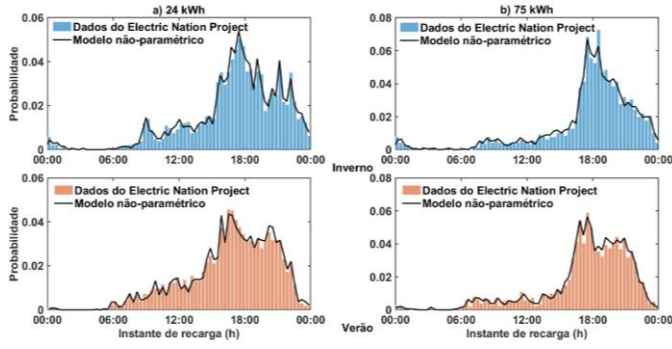 a) 24 kWh
b) 75 kWh
0.06
0.04
0.02
0
Probabilidade
Dados do Electric Nation Project
Modelo não-paramétrico
00:00 06:00 12:00 18:00 00:00
0.08
0.06
0.04
0.02
0
Dados do Electric Nation Project
Modelo não-paramétrico
00:00 06:00 12:00 18:00 00:00
Inverno
0.06
0.04
0.02
0
Probabilidade
Dados do Electric Nation Project
Modelo não-paramétrico
00:00 06:00 12:00 18:00 00:00
Instante de recarga (h)
0.08
0.06
0.04
0.02
0
Dados do Electric Nation Project
Modelo não-paramétrico
00:00 06:00 12:00 18:00 00:00
Instante de recarga (h)
Verão